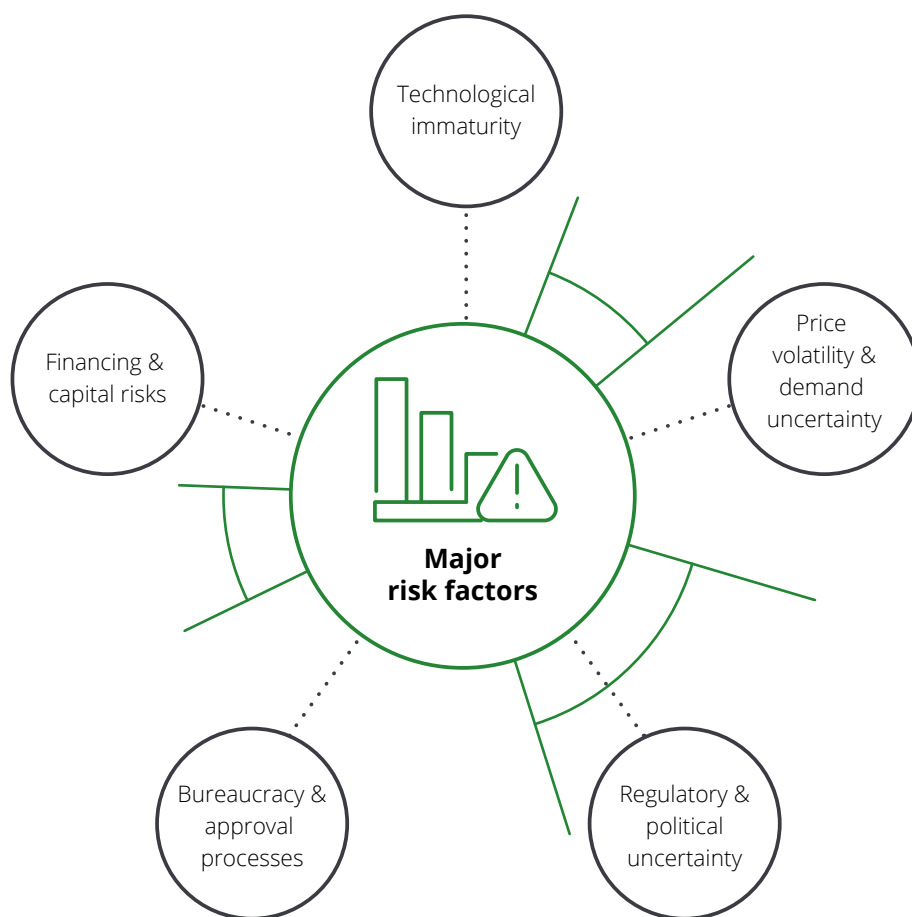 Technological
immaturity
Price
volatility &
demand
uncertainty
Financing &
capital risks
Major
risk factors
Bureaucracy &
approval
processes
Regulatory &
political
uncertainty